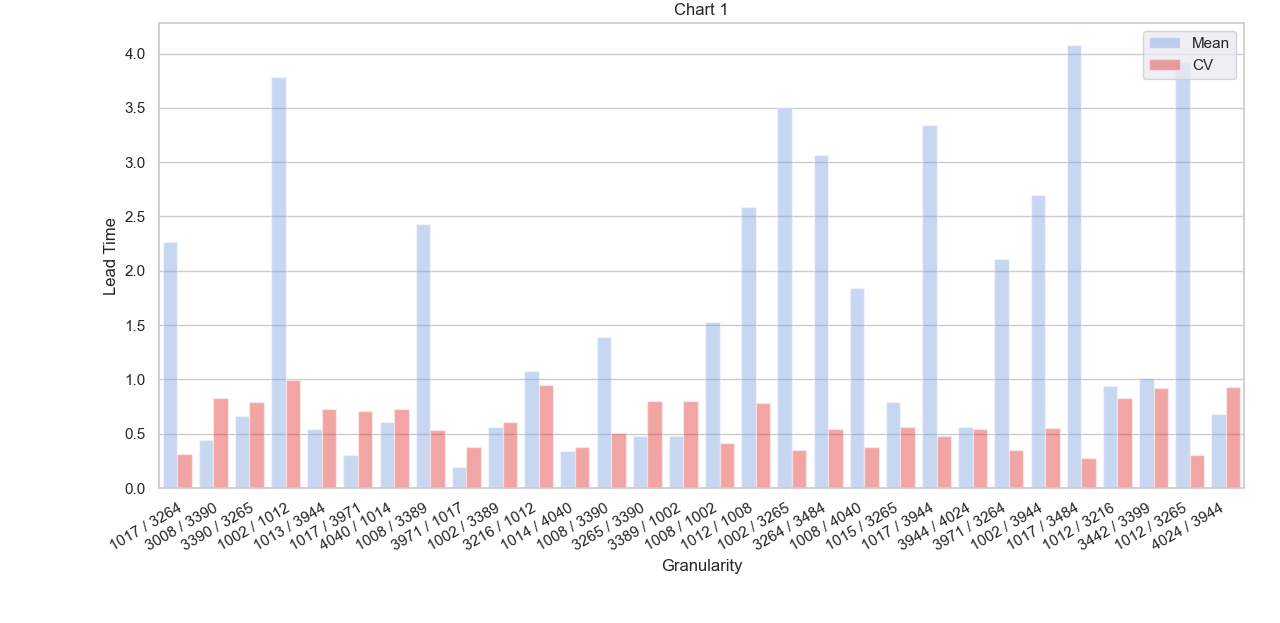 Chart 1
Mean
CV
Lead Time
4.0
3.5
3.0
2.5
2.0
1.5
1.0
0.5
0.0
1017 / 3264
3008 / 3390
3390 / 3265
1002 / 1012
1013 / 3944
1017 / 3971
4040 / 1014
1008 / 3389
3971 / 1017
1002 / 3389
3216 / 1012
1014 / 4040
1008 / 3390
3265 / 3390
3389 / 1002
1008 / 1002
1012 / 1008
1002 / 3265
3264 / 3484
1008 / 4040
1015 / 3265
1017 / 3944
3944 / 4024
3971 / 3264
1002 / 3944
1017 / 3484
1012 / 3216
3442 / 3399
1012 / 3265
4024 / 3944
Granularity